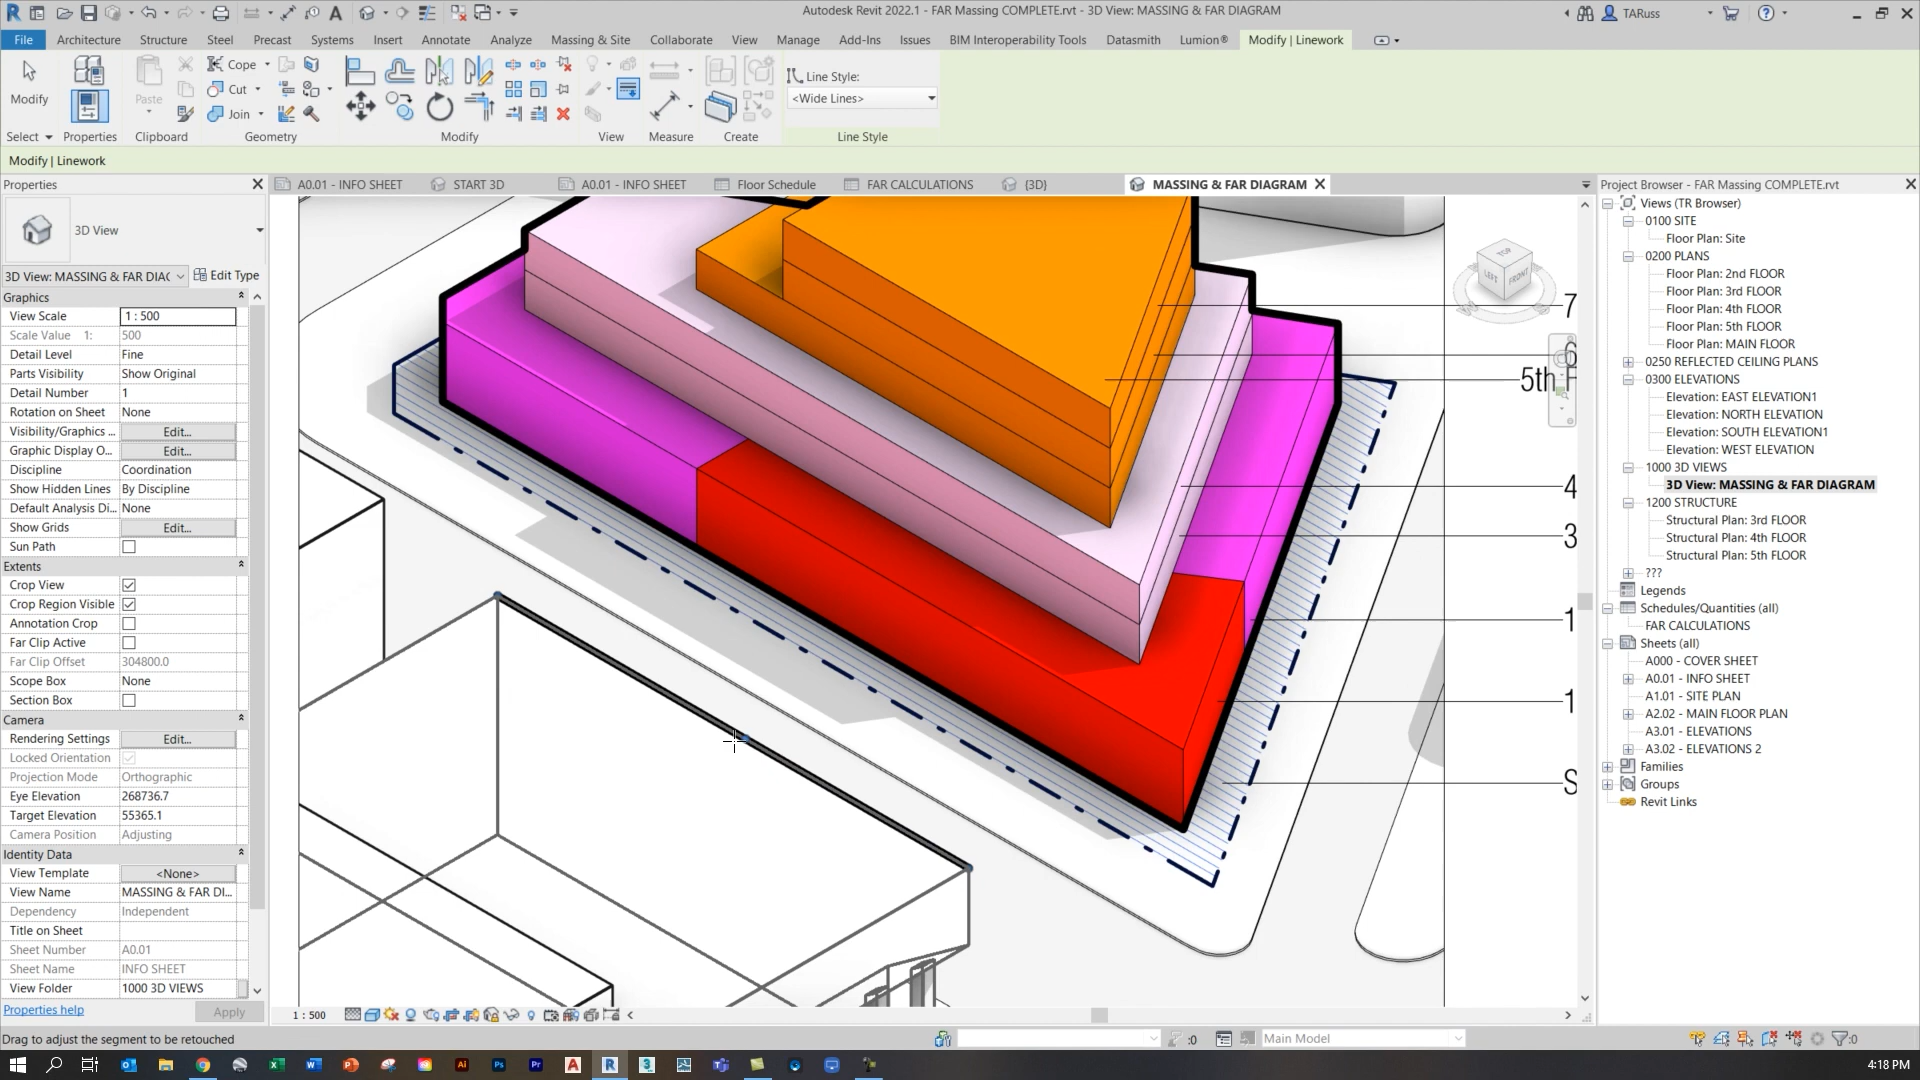 Autodesk Revit 2022.1 - FAR Massing COMPLETE.rvt - 3D View: MASSING & FAR DIAGRAM
TARuss
File Architecture Structure Steel Precast Systems Insert Annotate Analyze Massing & Site Collaborate View Manage Add-Ins Issues BIM Interoperability Tools Datasmith Lumion® Modify | Linework
Modify
Paste
Cope
Cut
Join
Line Style:
<Wide Lines>
Select Properties Clipboard Geometry Modify View Measure Create Line Style
Modify | Linework
Properties
A0.01 - INFO SHEET START 3D A0.01 - INFO SHEET Floor Schedule FAR CALCULATIONS {3D} MASSING & FAR DIAGRAM
3D View
3D View: MASSING & FAR DIAC Edit Type
Graphics
View Scale 1 : 500
Scale Value 1: 500
Detail Level Fine
Parts Visibility Show Original
Detail Number 1
Rotation on Sheet None
Visibility/Graphics ... Edit...
Graphic Display O... Edit...
Discipline Coordination
Show Hidden Lines By Discipline
Default Analysis Di... None
Show Grids Edit...
Sun Path
Extents
Crop View
Crop Region Visible
Annotation Crop
Far Clip Active
Far Clip Offset 304800.0
Scope Box None
Section Box
Camera
Rendering Settings Edit...
Locked Orientation
Projection Mode Orthographic
Eye Elevation 268736.7
Target Elevation 55365.1
Camera Position Adjusting
Identity Data
View Template <None>
View Name MASSING & FAR DI...
Dependency Independent
Title on Sheet
Sheet Number A0.01
Sheet Name INFO SHEET
View Folder 1000 3D VIEWS
Properties help Apply
TOP
LEFT
FRONT
7
6
5th F
4
3
1
1
S
1 : 500
Project Browser - FAR Massing COMPLETE.rvt
Views (TR Browser)
0100 SITE
Floor Plan: Site
0200 PLANS
Floor Plan: 2nd FLOOR
Floor Plan: 3rd FLOOR
Floor Plan: 4th FLOOR
Floor Plan: 5th FLOOR
Floor Plan: MAIN FLOOR
0250 REFLECTED CEILING PLANS
0300 ELEVATIONS
Elevation: EAST ELEVATION1
Elevation: NORTH ELEVATION
Elevation: SOUTH ELEVATION1
Elevation: WEST ELEVATION
1000 3D VIEWS
3D View: MASSING & FAR DIAGRAM
1200 STRUCTURE
Structural Plan: 3rd FLOOR
Structural Plan: 4th FLOOR
Structural Plan: 5th FLOOR
???
Legends
Schedules/Quantities (all)
FAR CALCULATIONS
Sheets (all)
A000 - COVER SHEET
A0.01 - INFO SHEET
A1.01 - SITE PLAN
A2.02 - MAIN FLOOR PLAN
A3.01 - ELEVATIONS
A3.02 - ELEVATIONS 2
Families
Groups
Revit Links
Drag to adjust the segment to be retouched
:0
Main Model
:0
4:18 PM